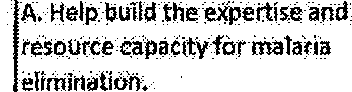 A. Help build the expertise and
resource capacity for malaria
elimination.